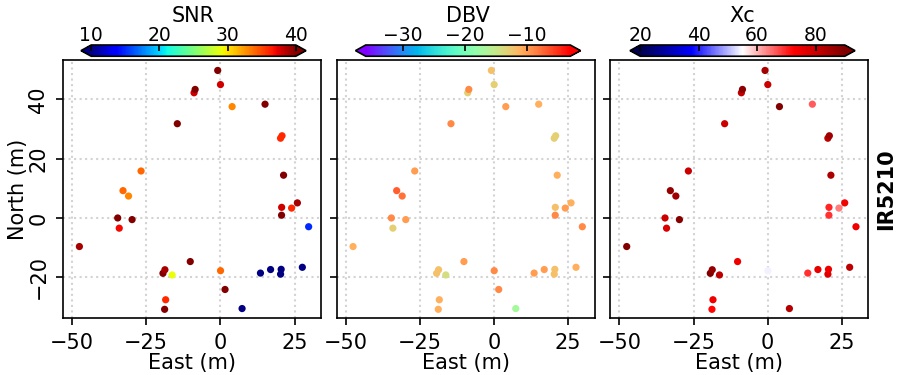 SNR DBV Xc
10 20 30 40 −30 −20 −10 20 40 60 80
40
20
0
−20
North (m)
IR5210
−50 −25 0 25 −50 −25 0 25 −50 −25 0 25
East (m) East (m) East (m)